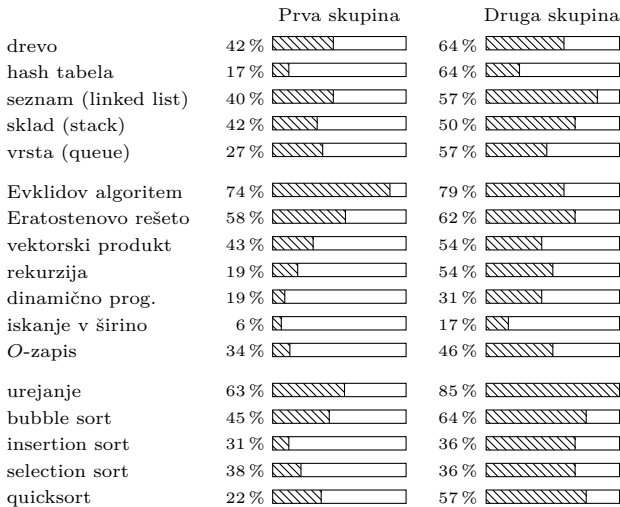 Prva skupina Druga skupina
drevo 42 % 64 %
hash tabela 17 % 64 %
seznam (linked list) 40 % 57 %
sklad (stack) 42 % 50 %
vrsta (queue) 27 % 57 %
Evklidov algoritem 74 % 79 %
Eratostenovo rešeto 58 % 62 %
vektorski produkt 43 % 54 %
rekurzija 19 % 54 %
dinamično prog. 19 % 31 %
iskanje v širino 6 % 17 %
O-zapis 34 % 46 %
urejanje 63 % 85 %
bubble sort 45 % 64 %
insertion sort 31 % 36 %
selection sort 38 % 36 %
quicksort 22 % 57 %